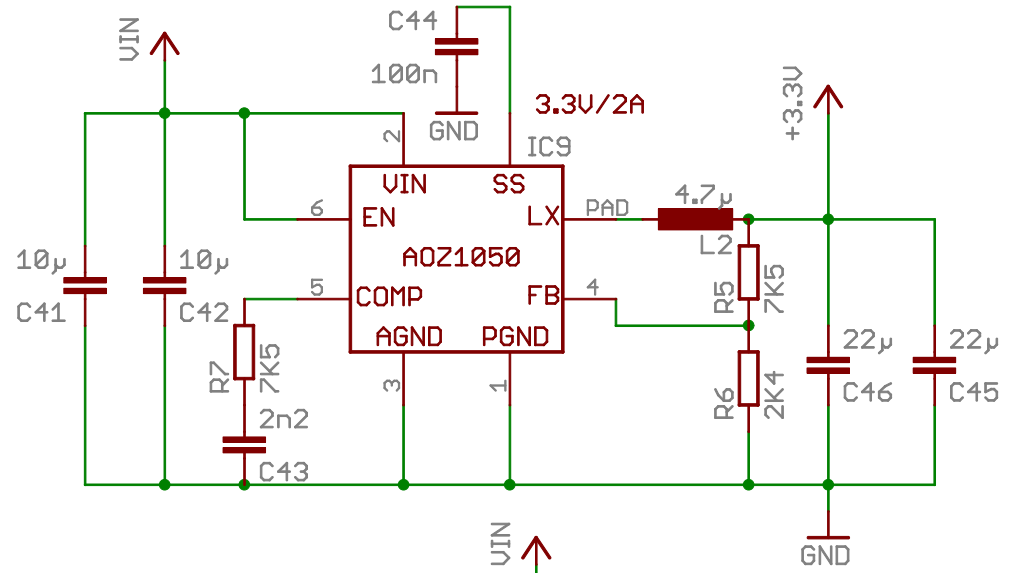 C44
VIN
100n
+3.3V
3.3V/2A
GND
2
IC9
VIN
SS
4.7µ
6
EN
LX
PAD
L2
10µ
10µ
AOZ1050
R5
7K5
5
COMP
FB
4
C41
C42
AGND
PGND
22µ
22µ
R7
7K5
3
1
R6
2K4
C46
C45
2n2
C43
VIN
GND